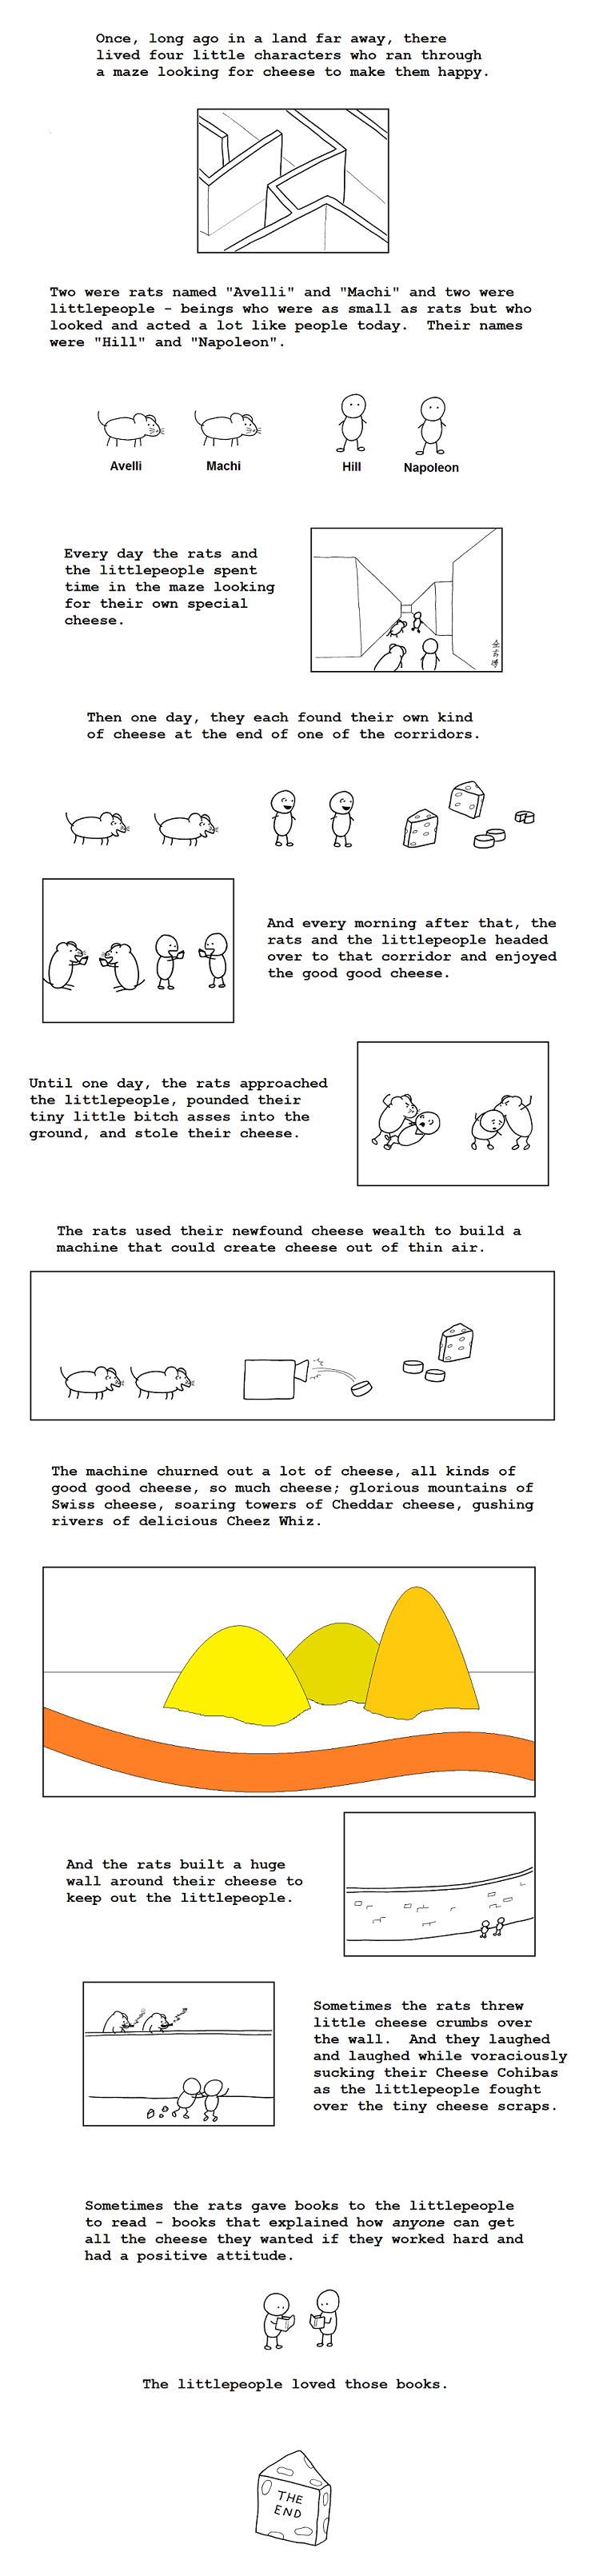 Once, long ago in a land far away, there
lived four little characters who ran through
a maze looking for cheese to make them happy.
Two were rats named "Avelli" and "Machi" and two were
littlepeople - beings who were as small as rats but who
looked and acted a lot like people today.  Their names
were "Hill" and "Napoleon".
Avelli
Machi
Hill
Napoleon
Every day the rats and
the littlepeople spent
time in the maze looking
for their own special
cheese.
Then one day, they each found their own kind
of cheese at the end of one of the corridors.
And every morning after that, the
rats and the littlepeople headed
over to that corridor and enjoyed
the good good cheese.
Until one day, the rats approached
the littlepeople, pounded their
tiny little bitch asses into the
ground, and stole their cheese.
The rats used their newfound cheese wealth to build a
machine that could create cheese out of thin air.
The machine churned out a lot of cheese, all kinds of
good good cheese, so much cheese; glorious mountains of
Swiss cheese, soaring towers of Cheddar cheese, gushing
rivers of delicious Cheez Whiz.
And the rats built a huge
wall around their cheese to
keep out the littlepeople.
Sometimes the rats threw
little cheese crumbs over
the wall.  And they laughed
and laughed while voraciously
sucking their Cheese Cohibas
as the littlepeople fought
over the tiny cheese scraps.
Sometimes the rats gave books to the littlepeople
to read - books that explained how anyone can get
all the cheese they wanted if they worked hard and
had a positive attitude.
The littlepeople loved those books.
THE
END